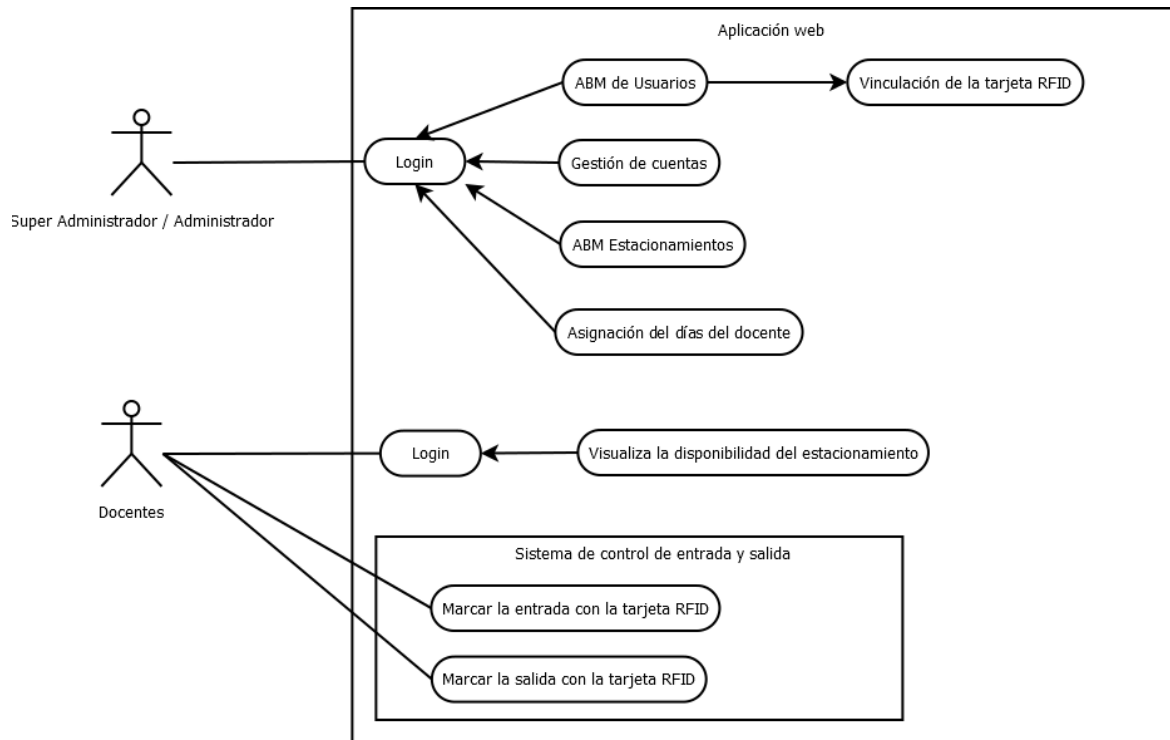 Aplicación web
ABM de Usuarios
Vinculación de la tarjeta RFID
Login
Gestión de cuentas
Super Administrador / Administrador
ABM Estacionamientos
Asignación del días del docente
Login
Visualiza la disponibilidad del estacionamiento
Docentes
Sistema de control de entrada y salida
Marcar la entrada con la tarjeta RFID
Marcar la salida con la tarjeta RFID